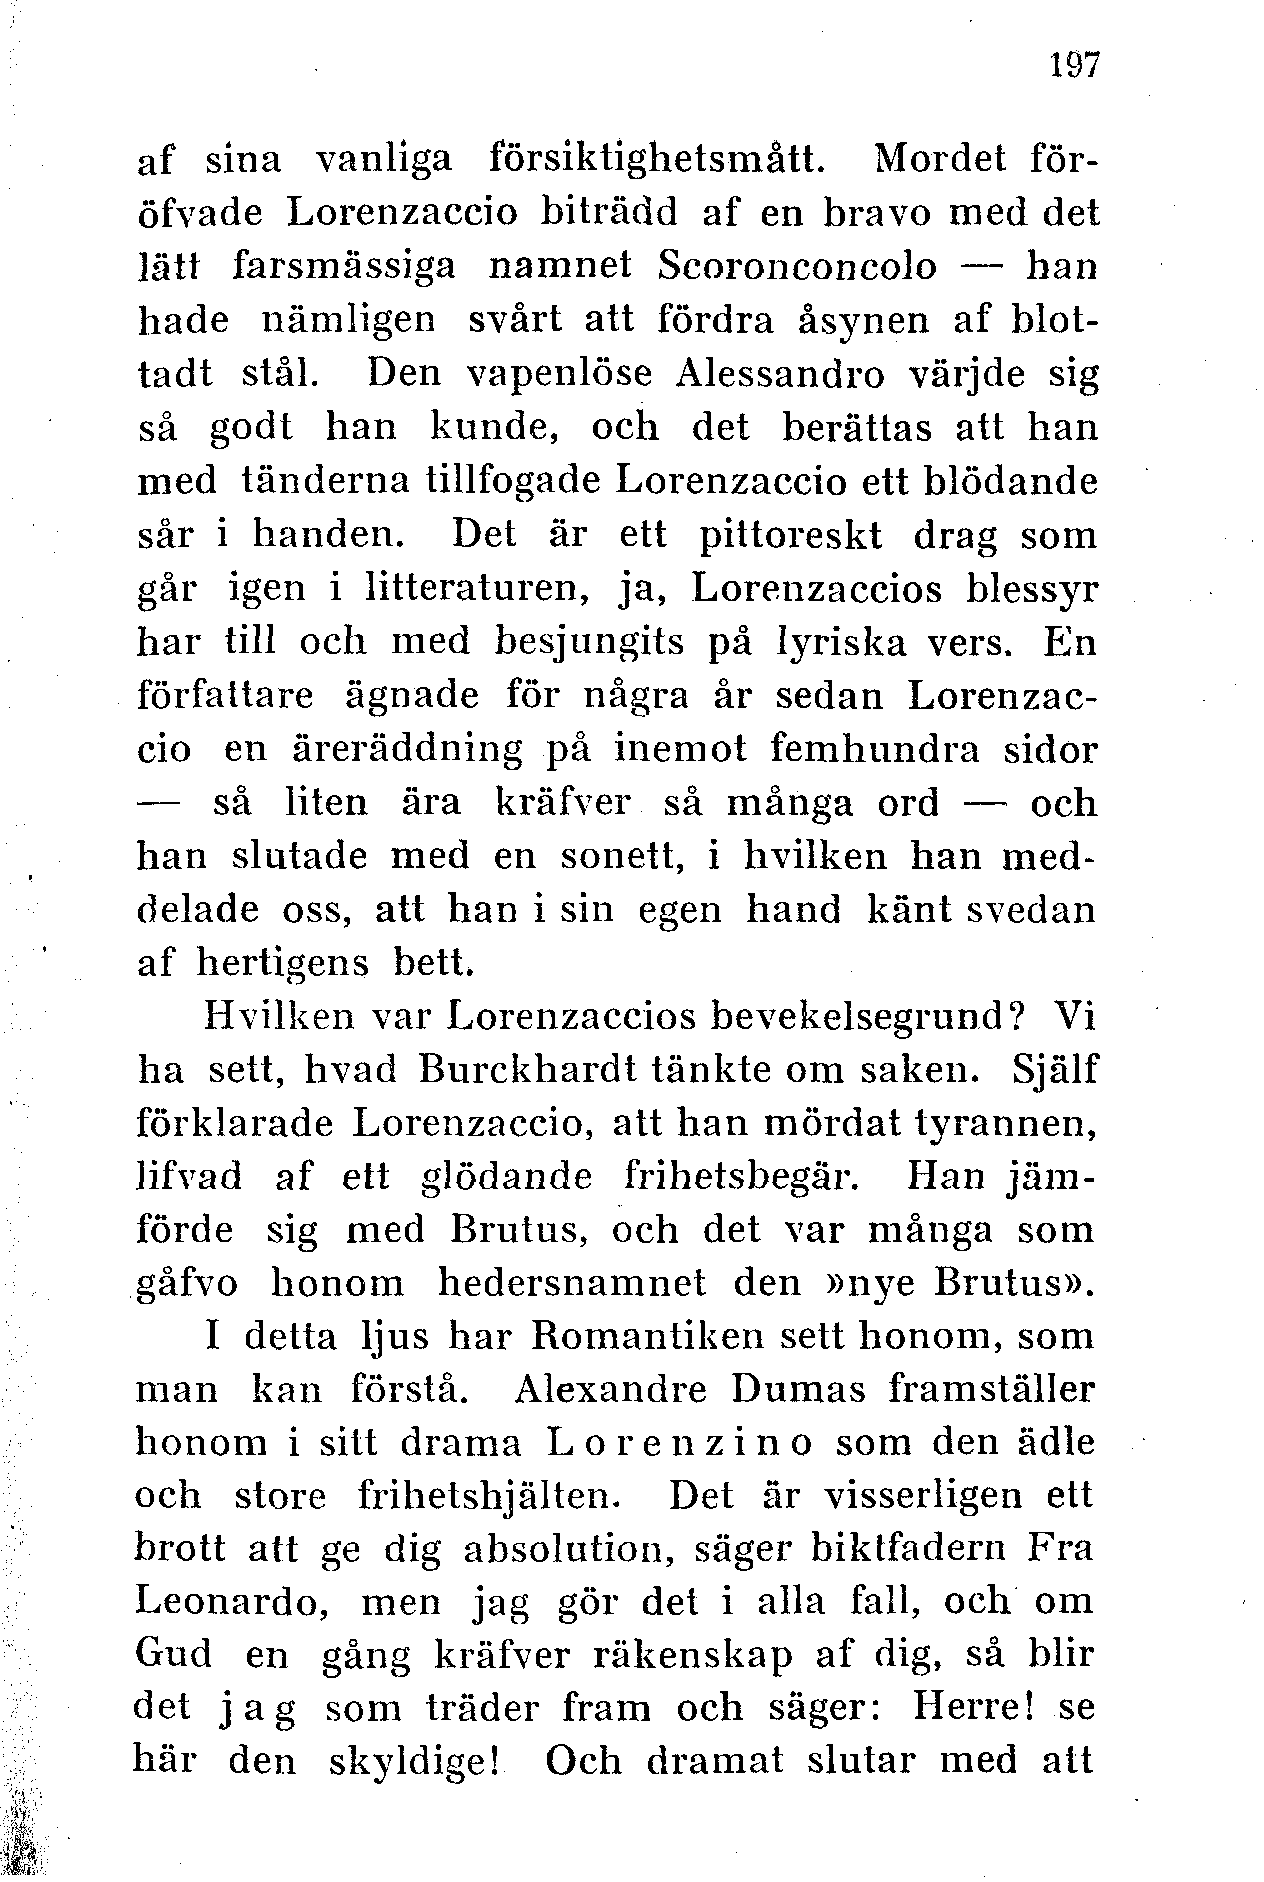 197
af sina vanliga försiktighetsmått. Mordet för-
öfvade Lorenzaccio biträdd af en bravo med det
lätt farsmässiga namnet Scoronconcolo — han
hade nämligen svårt att fördra åsynen af blot-
tadt stål. Den vapenlöse Alessandro värjde sig
så godt han kunde, och det berättas att han
med tänderna tillfogade Lorenzaccio ett blödande
sår i handen. Det är ett pittoreskt drag som
går igen i litteraturen, ja, Lorenzaccios blessyr
har till och med besjungits på lyriska vers. En
författare ägnade för några år sedan Lorenzac-
cio en äreräddning på inemot femhundra sidor
— så liten ära kräfver så många ord — och
han slutade med en sonett, i hvilken han med-
delade oss, att han i sin egen hand känt svedan
af hertigens bett.
Hvilken var Lorenzaccios bevekelsegrund? Vi
ha sett, hvad Burckhardt tänkte om saken. Själf
förklarade Lorenzaccio, att han mördat tyrannen,
lifvad af ett glödande frihetsbegär. Han jäm-
förde sig med Brutus, och det var många som
gåfvo honom hedersnamnet den »nye Brutus».
I detta ljus har Romantiken sett honom, som
man kan förstå. Alexandre Dumas framställer
honom i sitt drama Lorenzino som den ädle
och store frihetshjälten. Det är visserligen ett
brott att ge dig absolution, säger biktfadern Fra
Leonardo, men jag gör det i alla fall, och om
Gud en gång kräfver räkenskap af dig, så blir
det jag som träder fram och säger: Herre! se
här den skyldige! Och dramat slutar med att